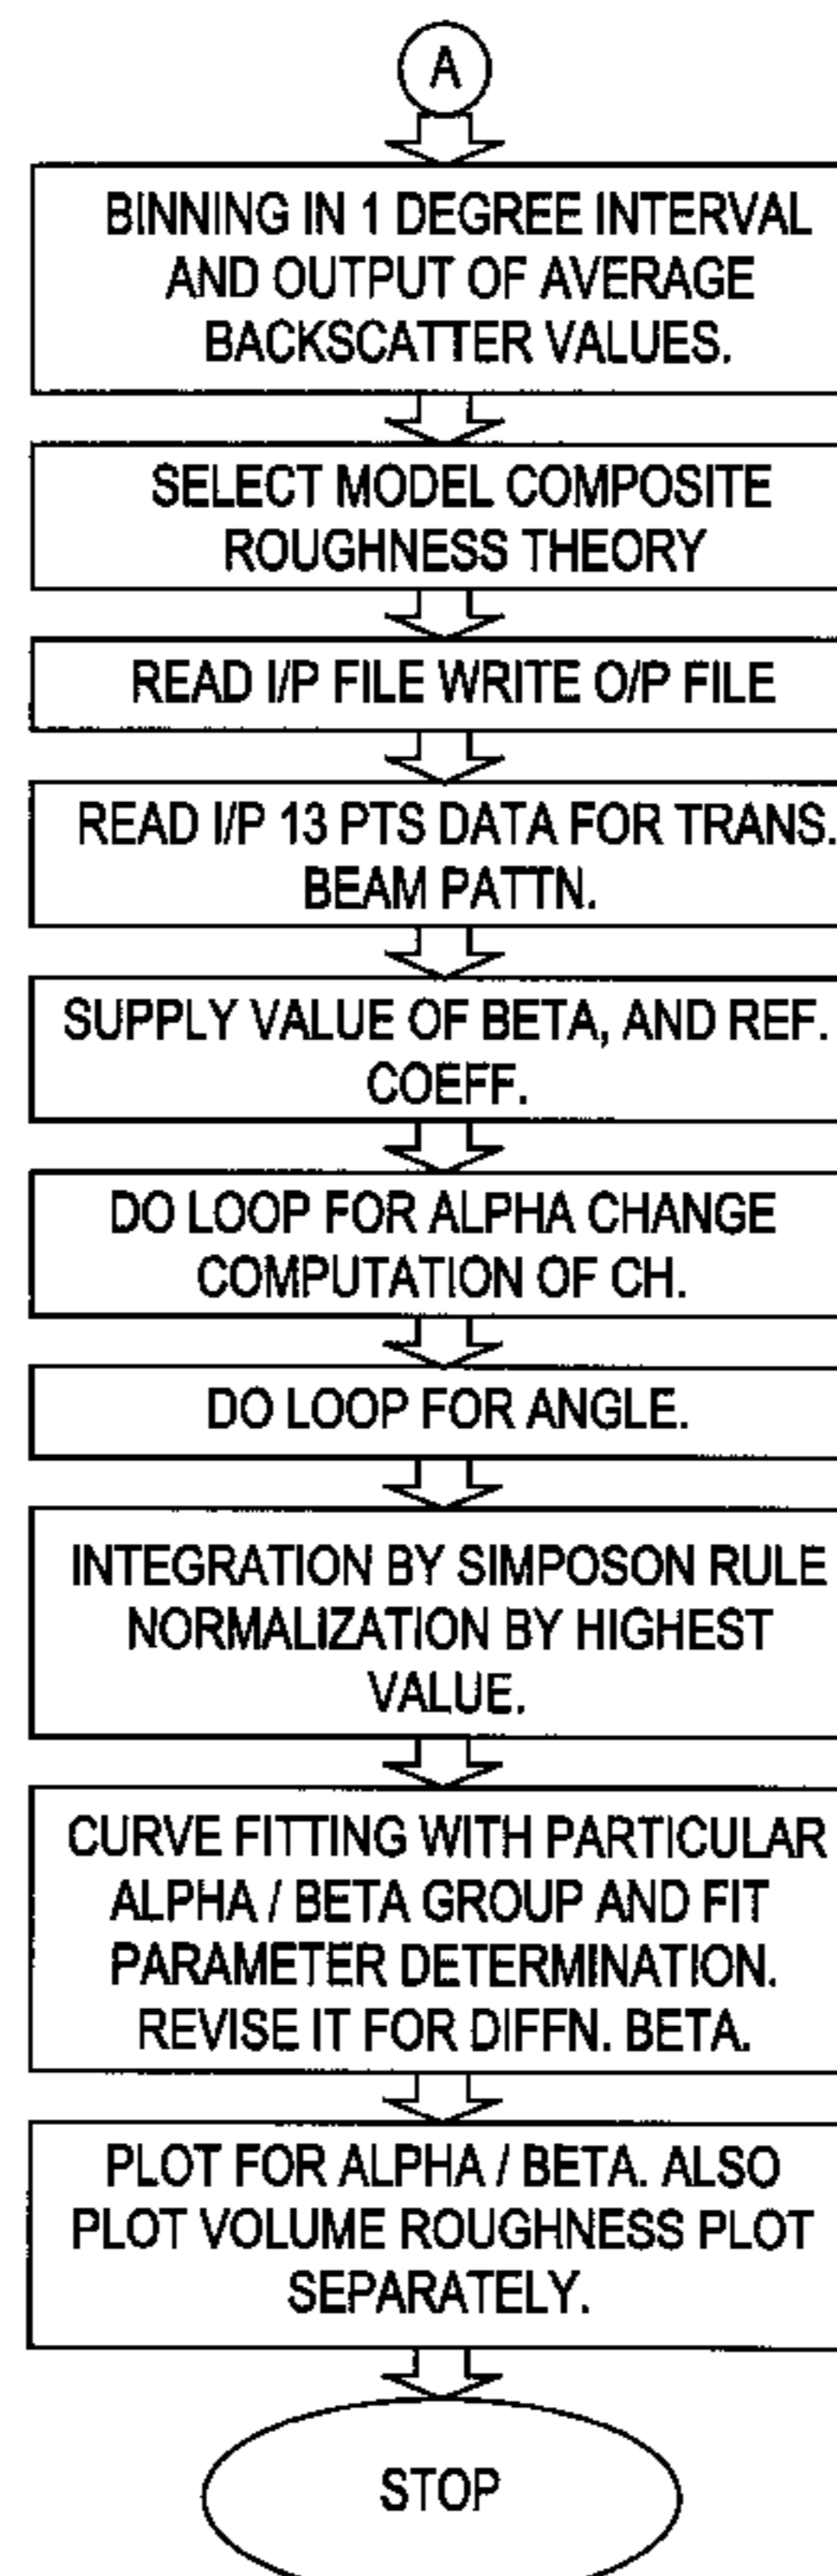 A
BINNING IN 1 DEGREE INTERVAL
AND OUTPUT OF AVERAGE
BACKSCATTER VALUES.
SELECT MODEL COMPOSITE
ROUGHNESS THEORY
READ I/P FILE WRITE O/P FILE
READ I/P 13 PTS DATA FOR TRANS.
BEAM PATTN.
SUPPLY VALUE OF BETA, AND REF.
COEFF.
DO LOOP FOR ALPHA CHANGE
COMPUTATION OF CH.
DO LOOP FOR ANGLE.
INTEGRATION BY SIMPOSON RULE
NORMALIZATION BY HIGHEST
VALUE.
CURVE FITTING WITH PARTICULAR
ALPHA / BETA GROUP AND FIT
PARAMETER DETERMINATION.
REVISE IT FOR DIFFN. BETA.
PLOT FOR ALPHA / BETA. ALSO
PLOT VOLUME ROUGHNESS PLOT
SEPARATELY.
STOP